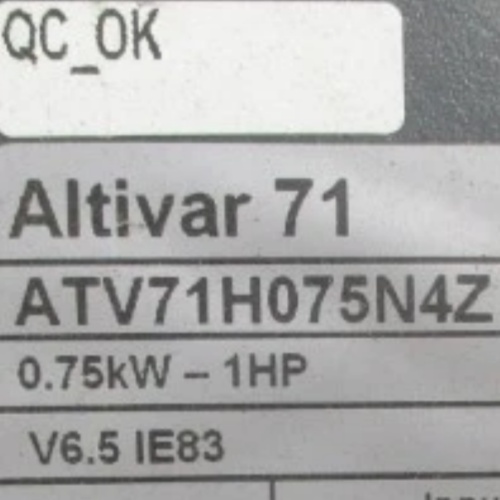 QC_OK
Altivar 71
ATV71H075N4Z
0.75kW – 1HP
V6.5 IE83